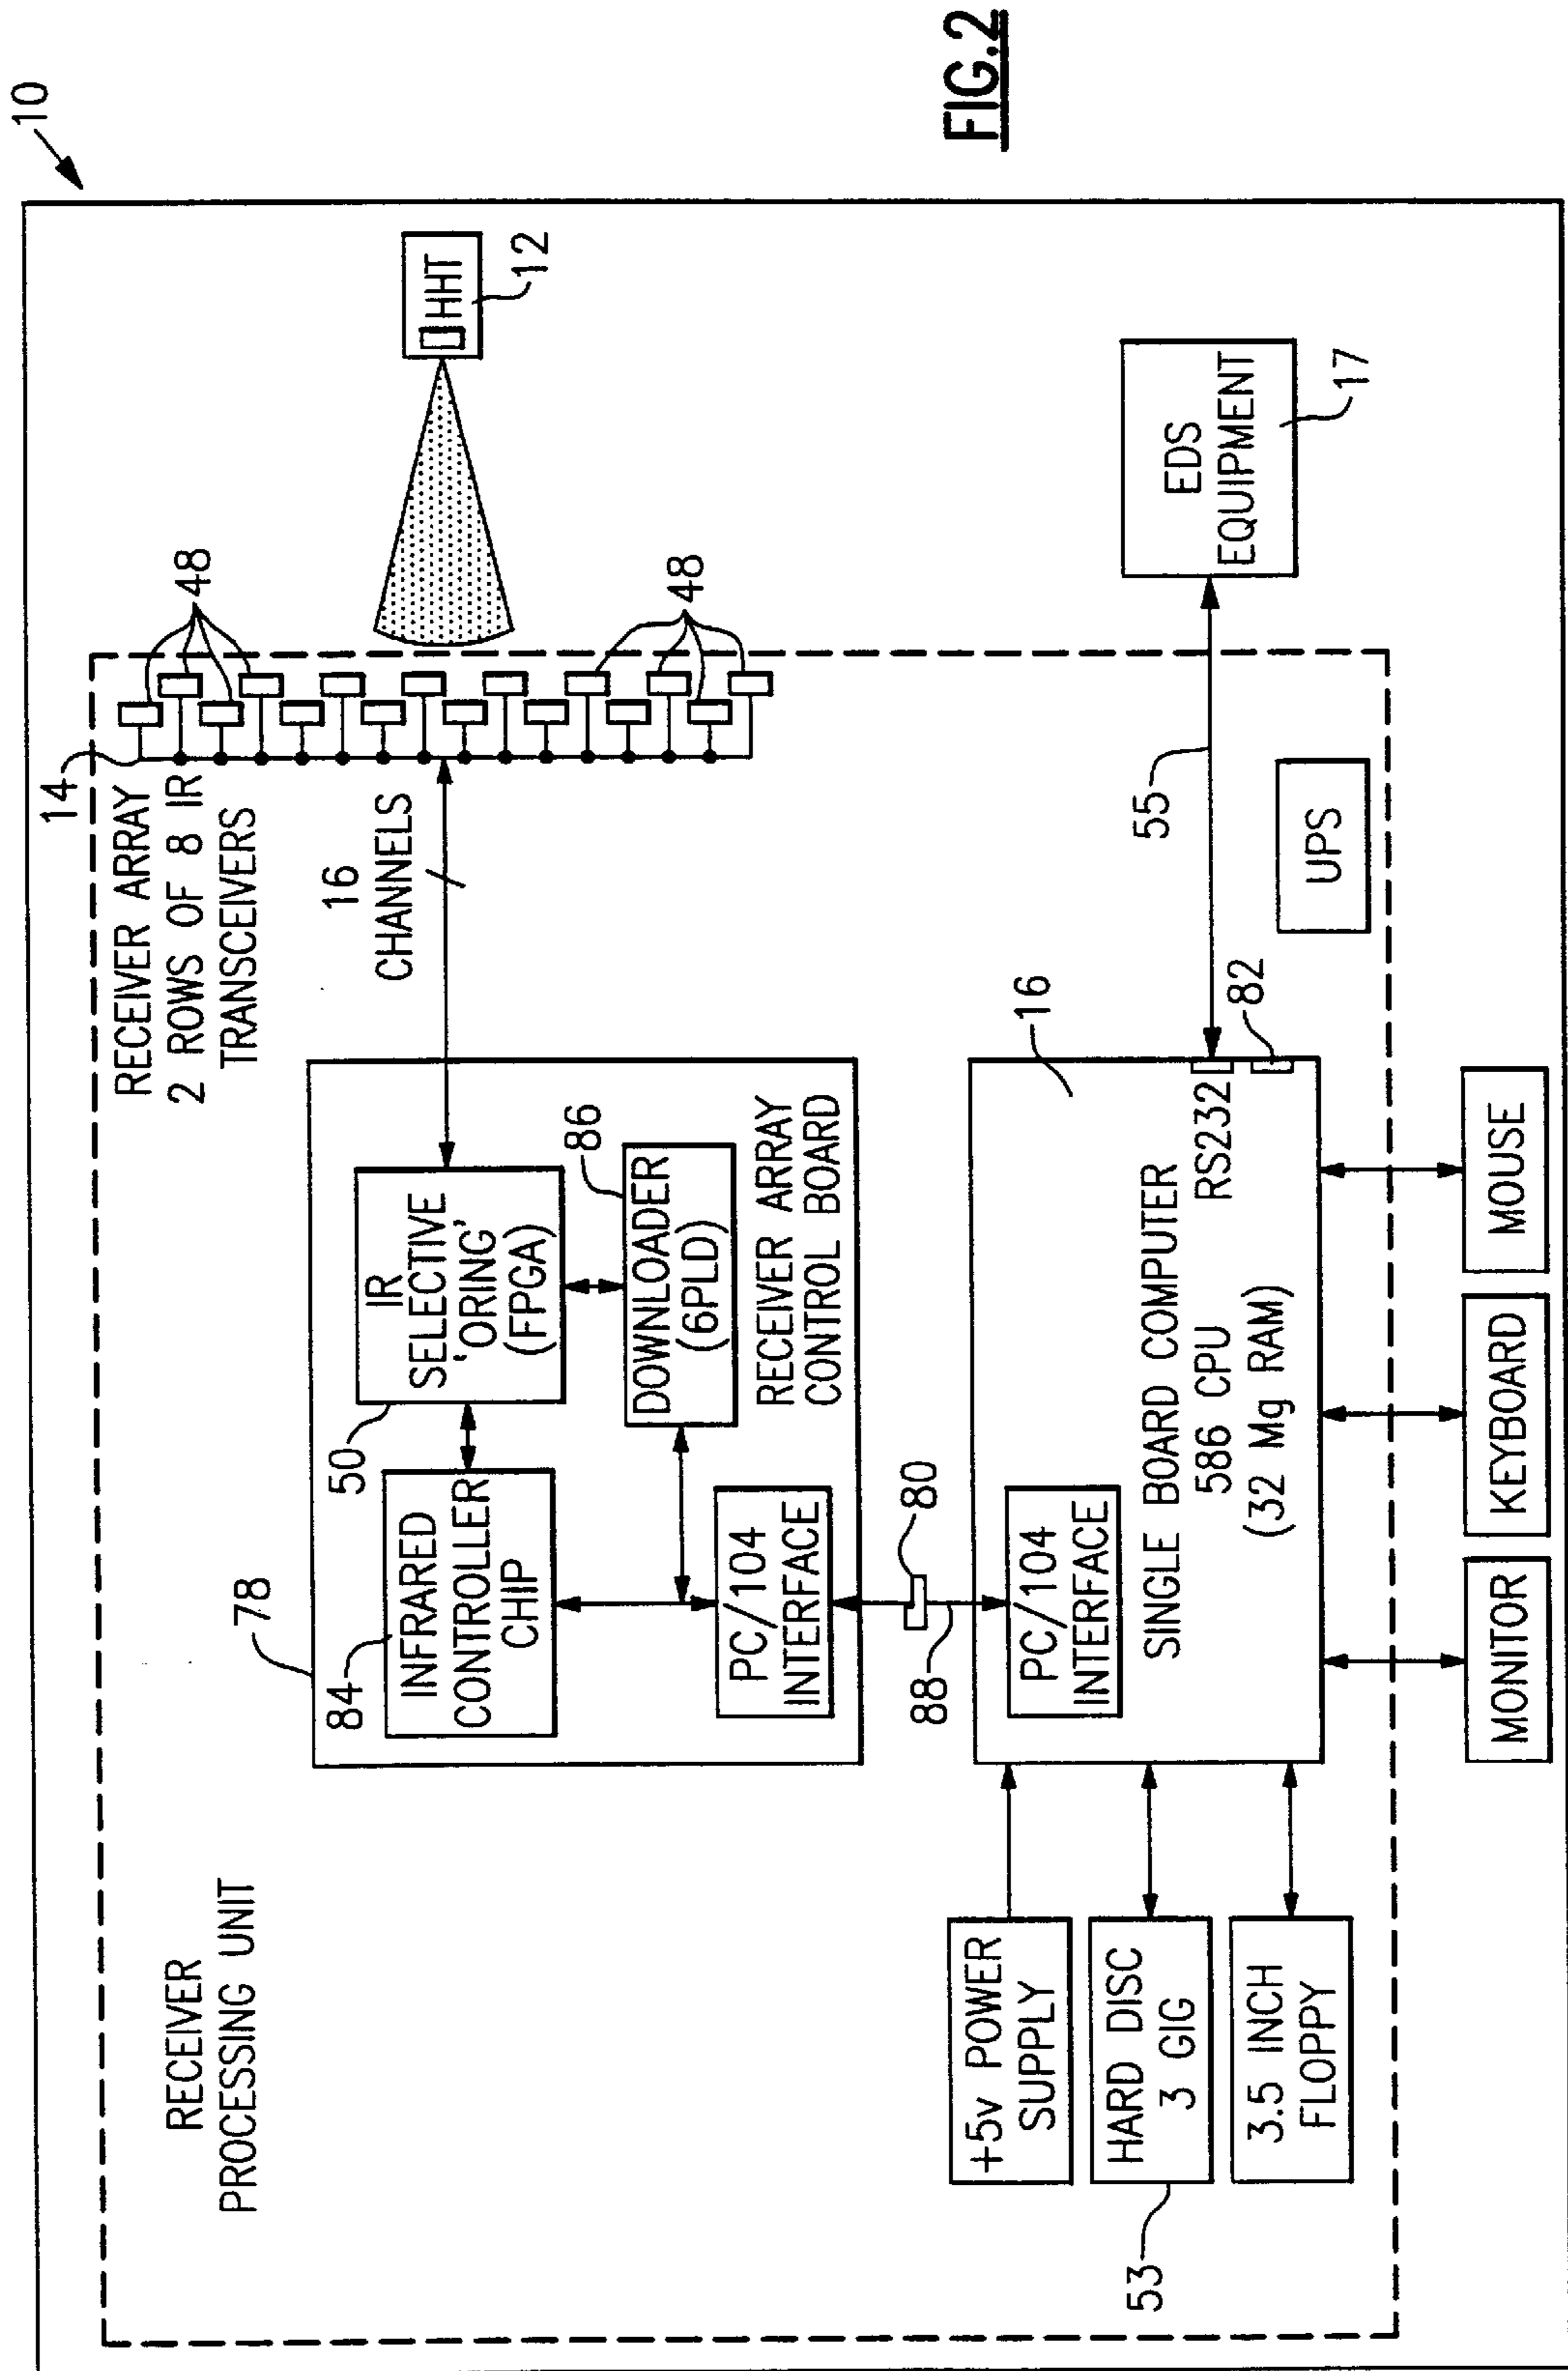 10
RECEIVER
PROCESSING UNIT
RECEIVER ARRAY
2 ROWS OF 8 IR
TRANSCEIVERS
14
48
48
16
CHANNELS
HHT
12
78
84
INFRARED
CONTROLLER
CHIP
50
IR
SELECTIVE
'ORING'
(FPGA)
86
DOWNLOADER
(6PLD)
RECEIVER ARRAY
CONTROL BOARD
PC/104
INTERFACE
80
88
PC/104
INTERFACE
16
SINGLE BOARD COMPUTER
586 CPU
(32 Mg RAM)
RS232
82
55
EDS
EQUIPMENT
17
UPS
+5v POWER
SUPPLY
HARD DISC
3 GIG
53
3.5 INCH
FLOPPY
MONITOR
KEYBOARD
MOUSE
FIG.2